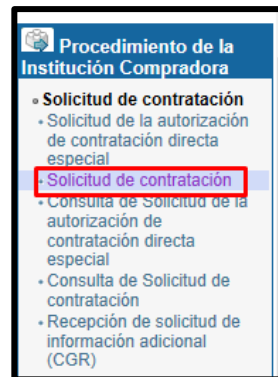 Procedimiento de la
Institución Compradora
Solicitud de contratación
Solicitud de la autorización
de contratación directa
especial
Solicitud de contratación
Consulta de Solicitud de la
autorización de
contratación directa
especial
Consulta de Solicitud de
contratación
Recepción de solicitud de
información adicional
(CGR)